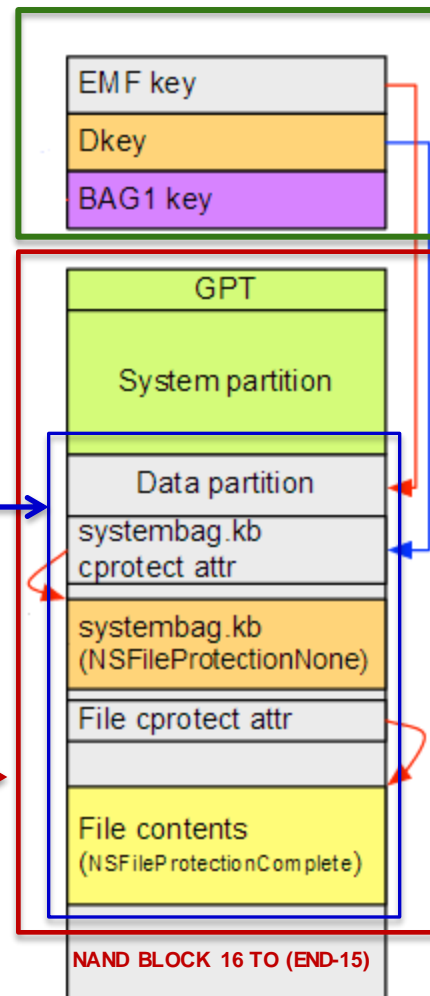 EMF key
Dkey
BAG1 key
GPT
System partition
Data partition
systembag.kb
cprotect attr
systembag.kb
(NSFileProtectionNone)
File cprotect attr
File contents
(NSFileProtectionComplete)
NAND BLOCK 16 TO (END-15)